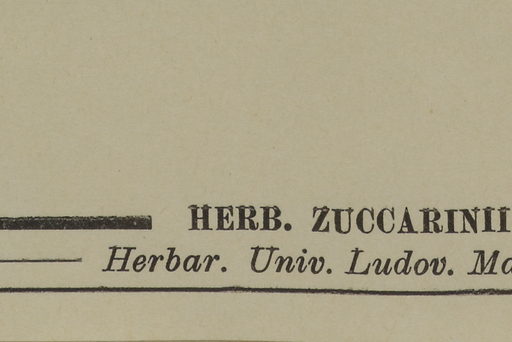 HERB. ZUCCARINII
Herbar. Univ. Ludov.